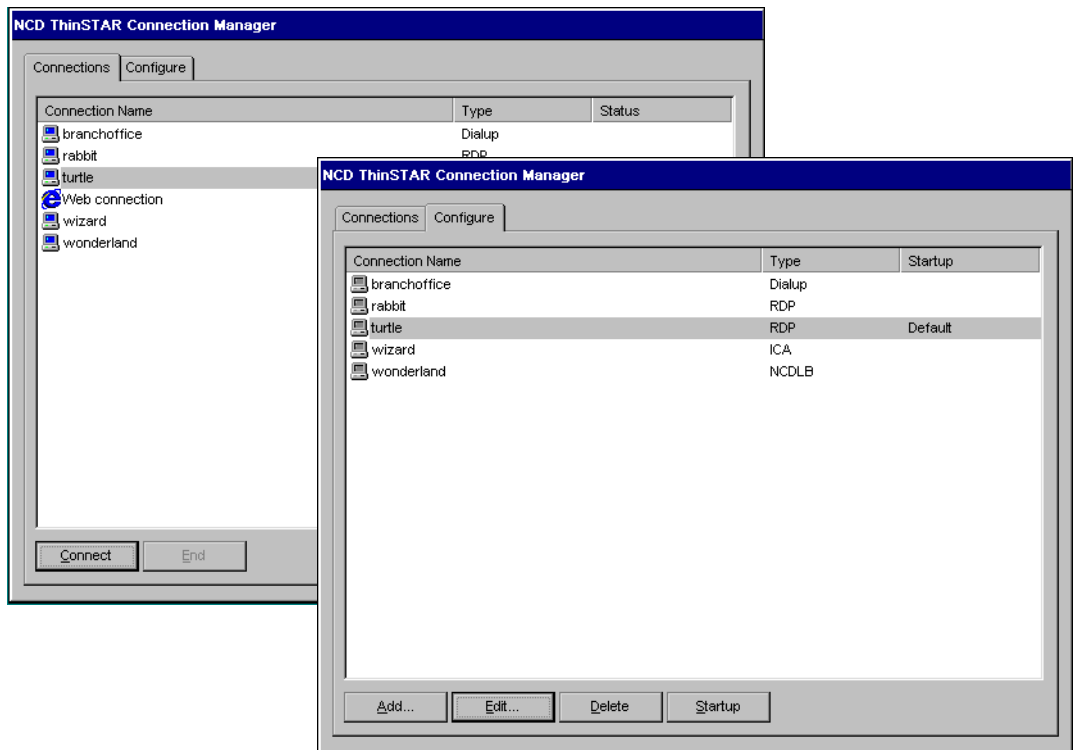 NCD ThinSTAR Connection Manager
Connections Configure
Connection Name Type Status
branchoffice Dialup
rabbit RDP
turtle
Web connection
wizard
wonderland
Connect End
NCD ThinSTAR Connection Manager
Connections Configure
Connection Name Type Startup
branchoffice Dialup
rabbit RDP
turtle RDP Default
wizard ICA
wonderland NCDLB
Add... Edit... Delete Startup